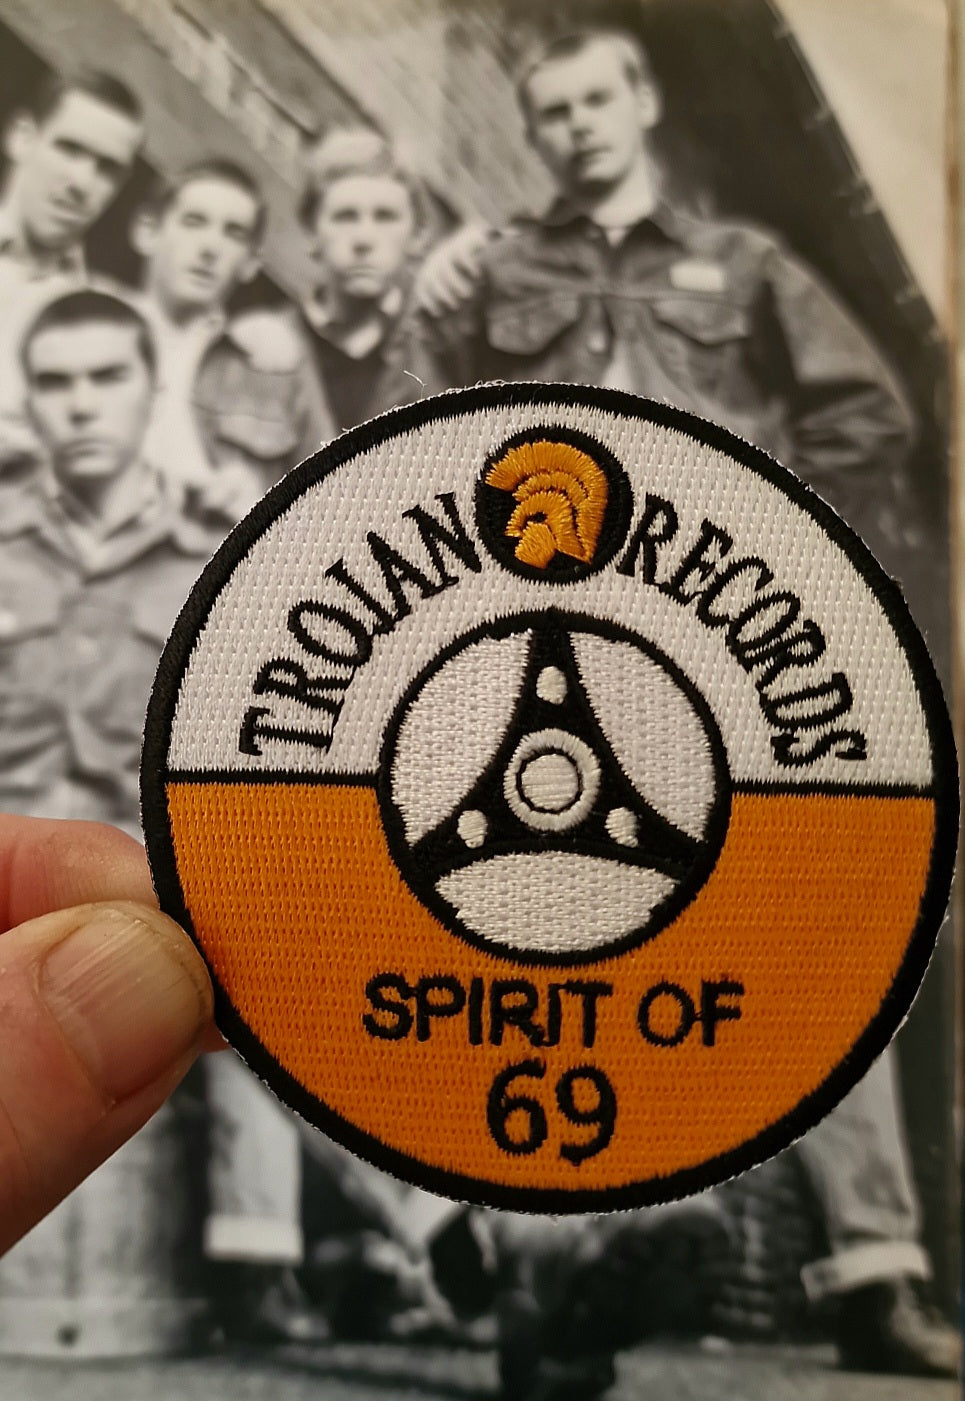 TROJAN RECORDS
SPIRIT OF
69